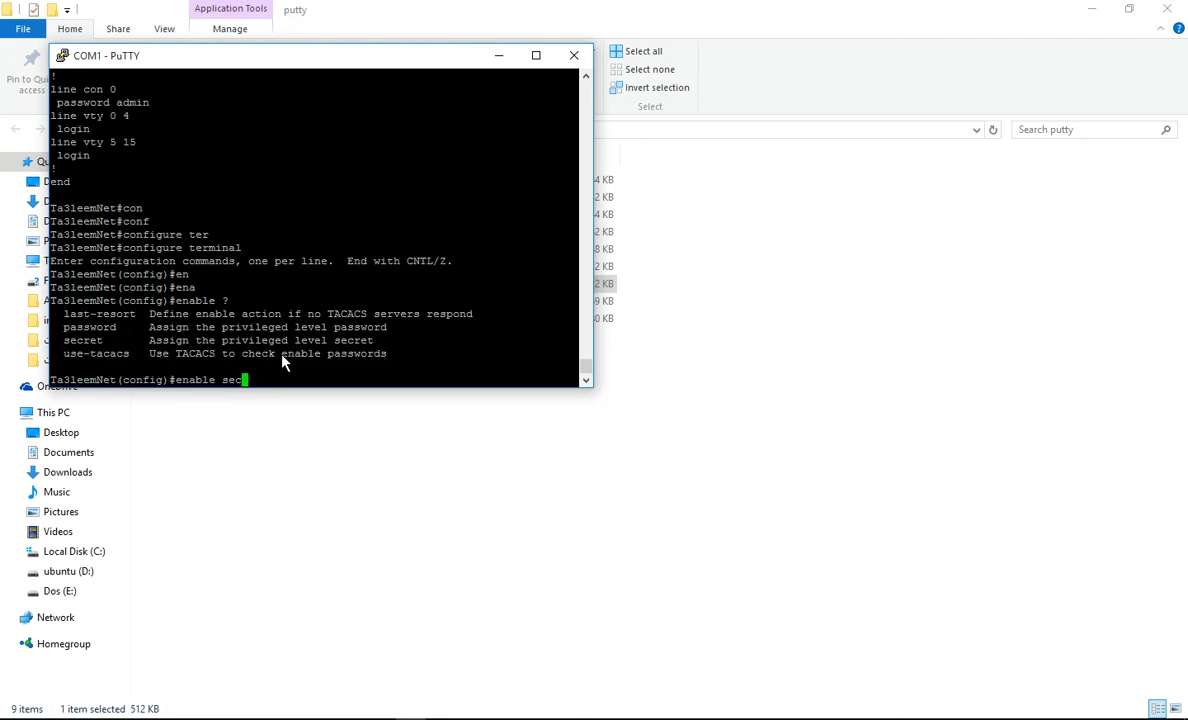 Application Tools
putty
File
Home
Share
View
Manage
Pin to Qui
access
COM1 - PuTTY
Select all
Select none
Invert selection
Select
Search putty
!
line con 0
password admin
line vty 0 4
login
line vty 5 15
login
!
end
Ta3leemNet#con
Ta3leemNet#conf
Ta3leemNet#configure ter
Ta3leemNet#configure terminal
Enter configuration commands, one per line.  End with CNTL/Z.
Ta3leemNet(config)#en
Ta3leemNet(config)#ena
Ta3leemNet(config)#enable ?
last-resort  Define enable action if no TACACS servers respond
password     Assign the privileged level password
secret       Assign the privileged level secret
use-tacacs   Use TACACS to check enable passwords
Ta3leemNet(config)#enable sec
4 KB
2 KB
4 KB
2 KB
8 KB
2 KB
2 KB
9 KB
0 KB
This PC
Desktop
Documents
Downloads
Music
Pictures
Videos
Local Disk (C:)
ubuntu (D:)
Dos (E:)
Network
Homegroup
9 items
1 item selected  512 KB